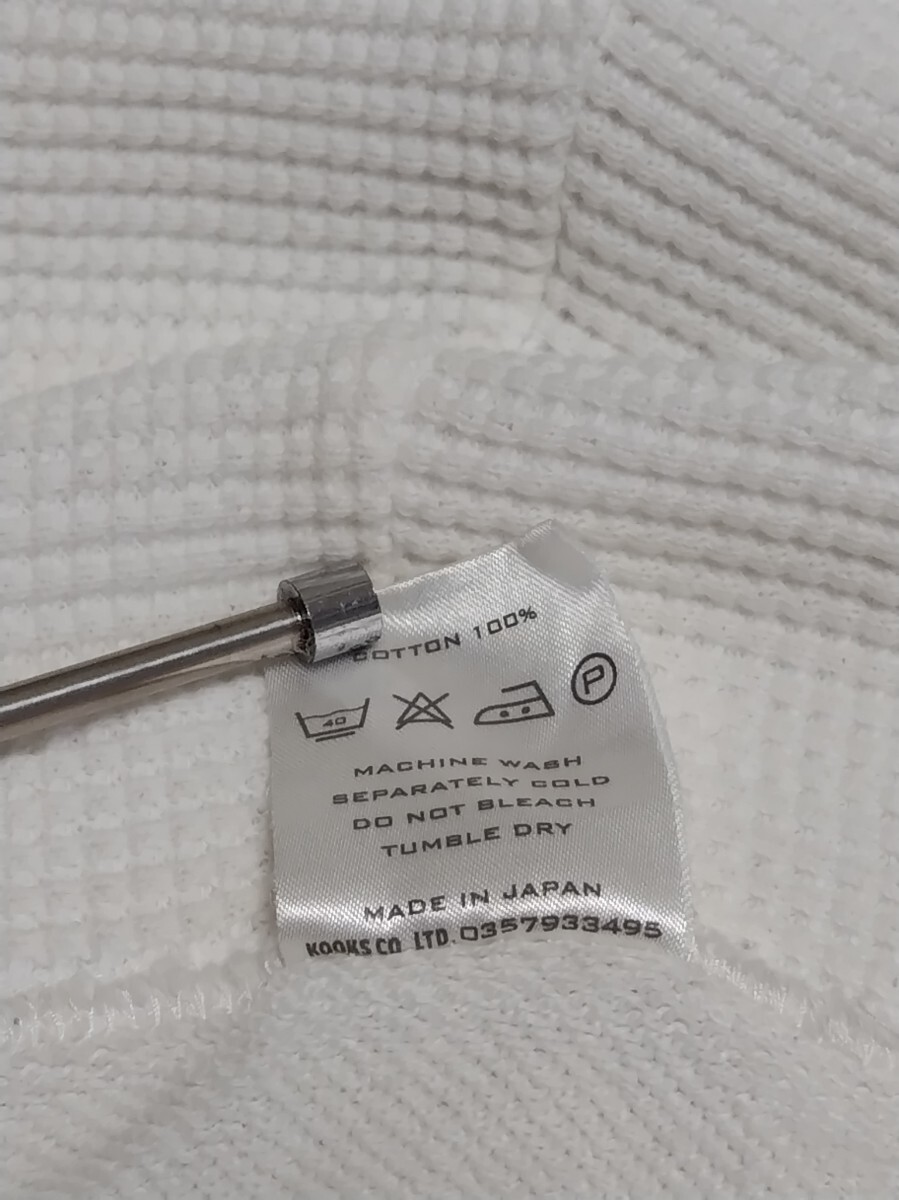 COTTON 100%
40
P
MACHINE WASH
SEPARATELY COLD
DO NOT BLEACH
TUMBLE DRY
MADE IN JAPAN
KOOKS CO LTD. 0357933495